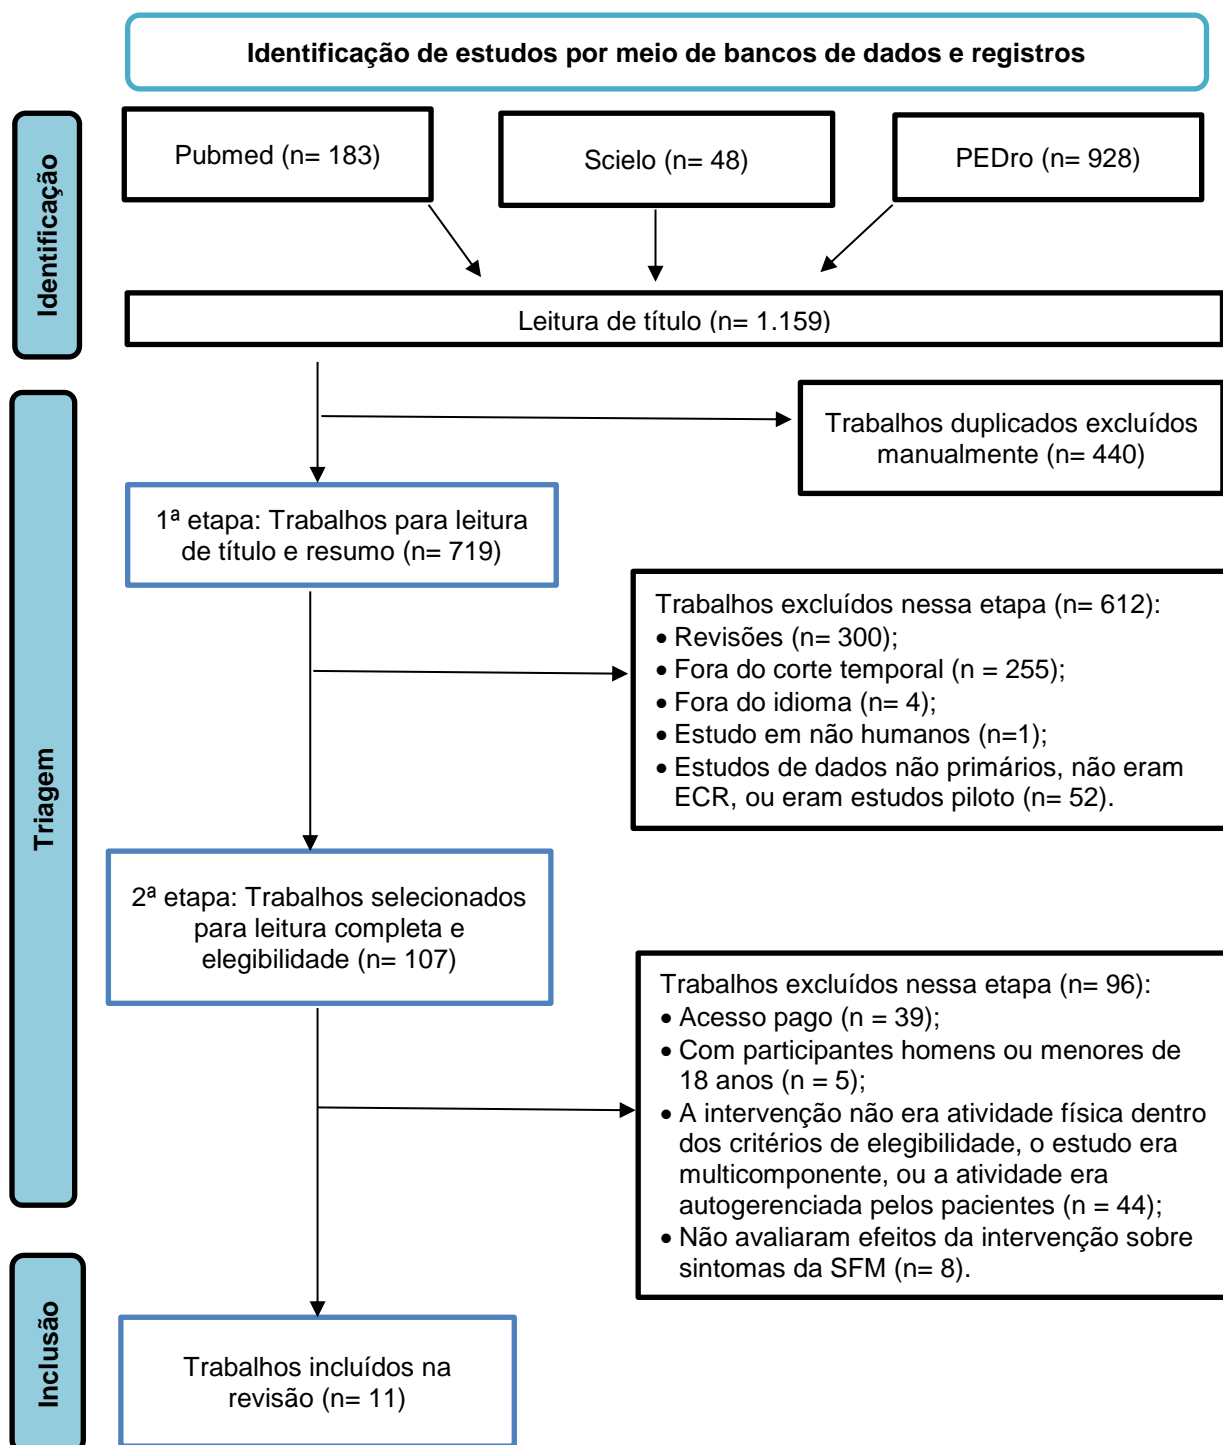 Identificação de estudos por meio de bancos de dados e registros
Identificação
Pubmed (n= 183)
Scielo (n= 48)
PEDro (n= 928)
Leitura de título (n= 1.159)
Triagem
Trabalhos duplicados excluídos
manualmente (n= 440)
1ª etapa: Trabalhos para leitura
de título e resumo (n= 719)
Trabalhos excluídos nessa etapa (n= 612):
• Revisões (n= 300);
• Fora do corte temporal (n = 255);
• Fora do idioma (n= 4);
• Estudo em não humanos (n=1);
• Estudos de dados não primários, não eram
ECR, ou eram estudos piloto (n= 52).
2ª etapa: Trabalhos selecionados
para leitura completa e
elegibilidade (n= 107)
Trabalhos excluídos nessa etapa (n= 96):
• Acesso pago (n = 39);
• Com participantes homens ou menores de
18 anos (n = 5);
• A intervenção não era atividade física dentro
dos critérios de elegibilidade, o estudo era
multicomponente, ou a atividade era
autogerenciada pelos pacientes (n = 44);
• Não avaliaram efeitos da intervenção sobre
sintomas da SFM (n= 8).
Inclusão
Trabalhos incluídos na
revisão (n= 11)